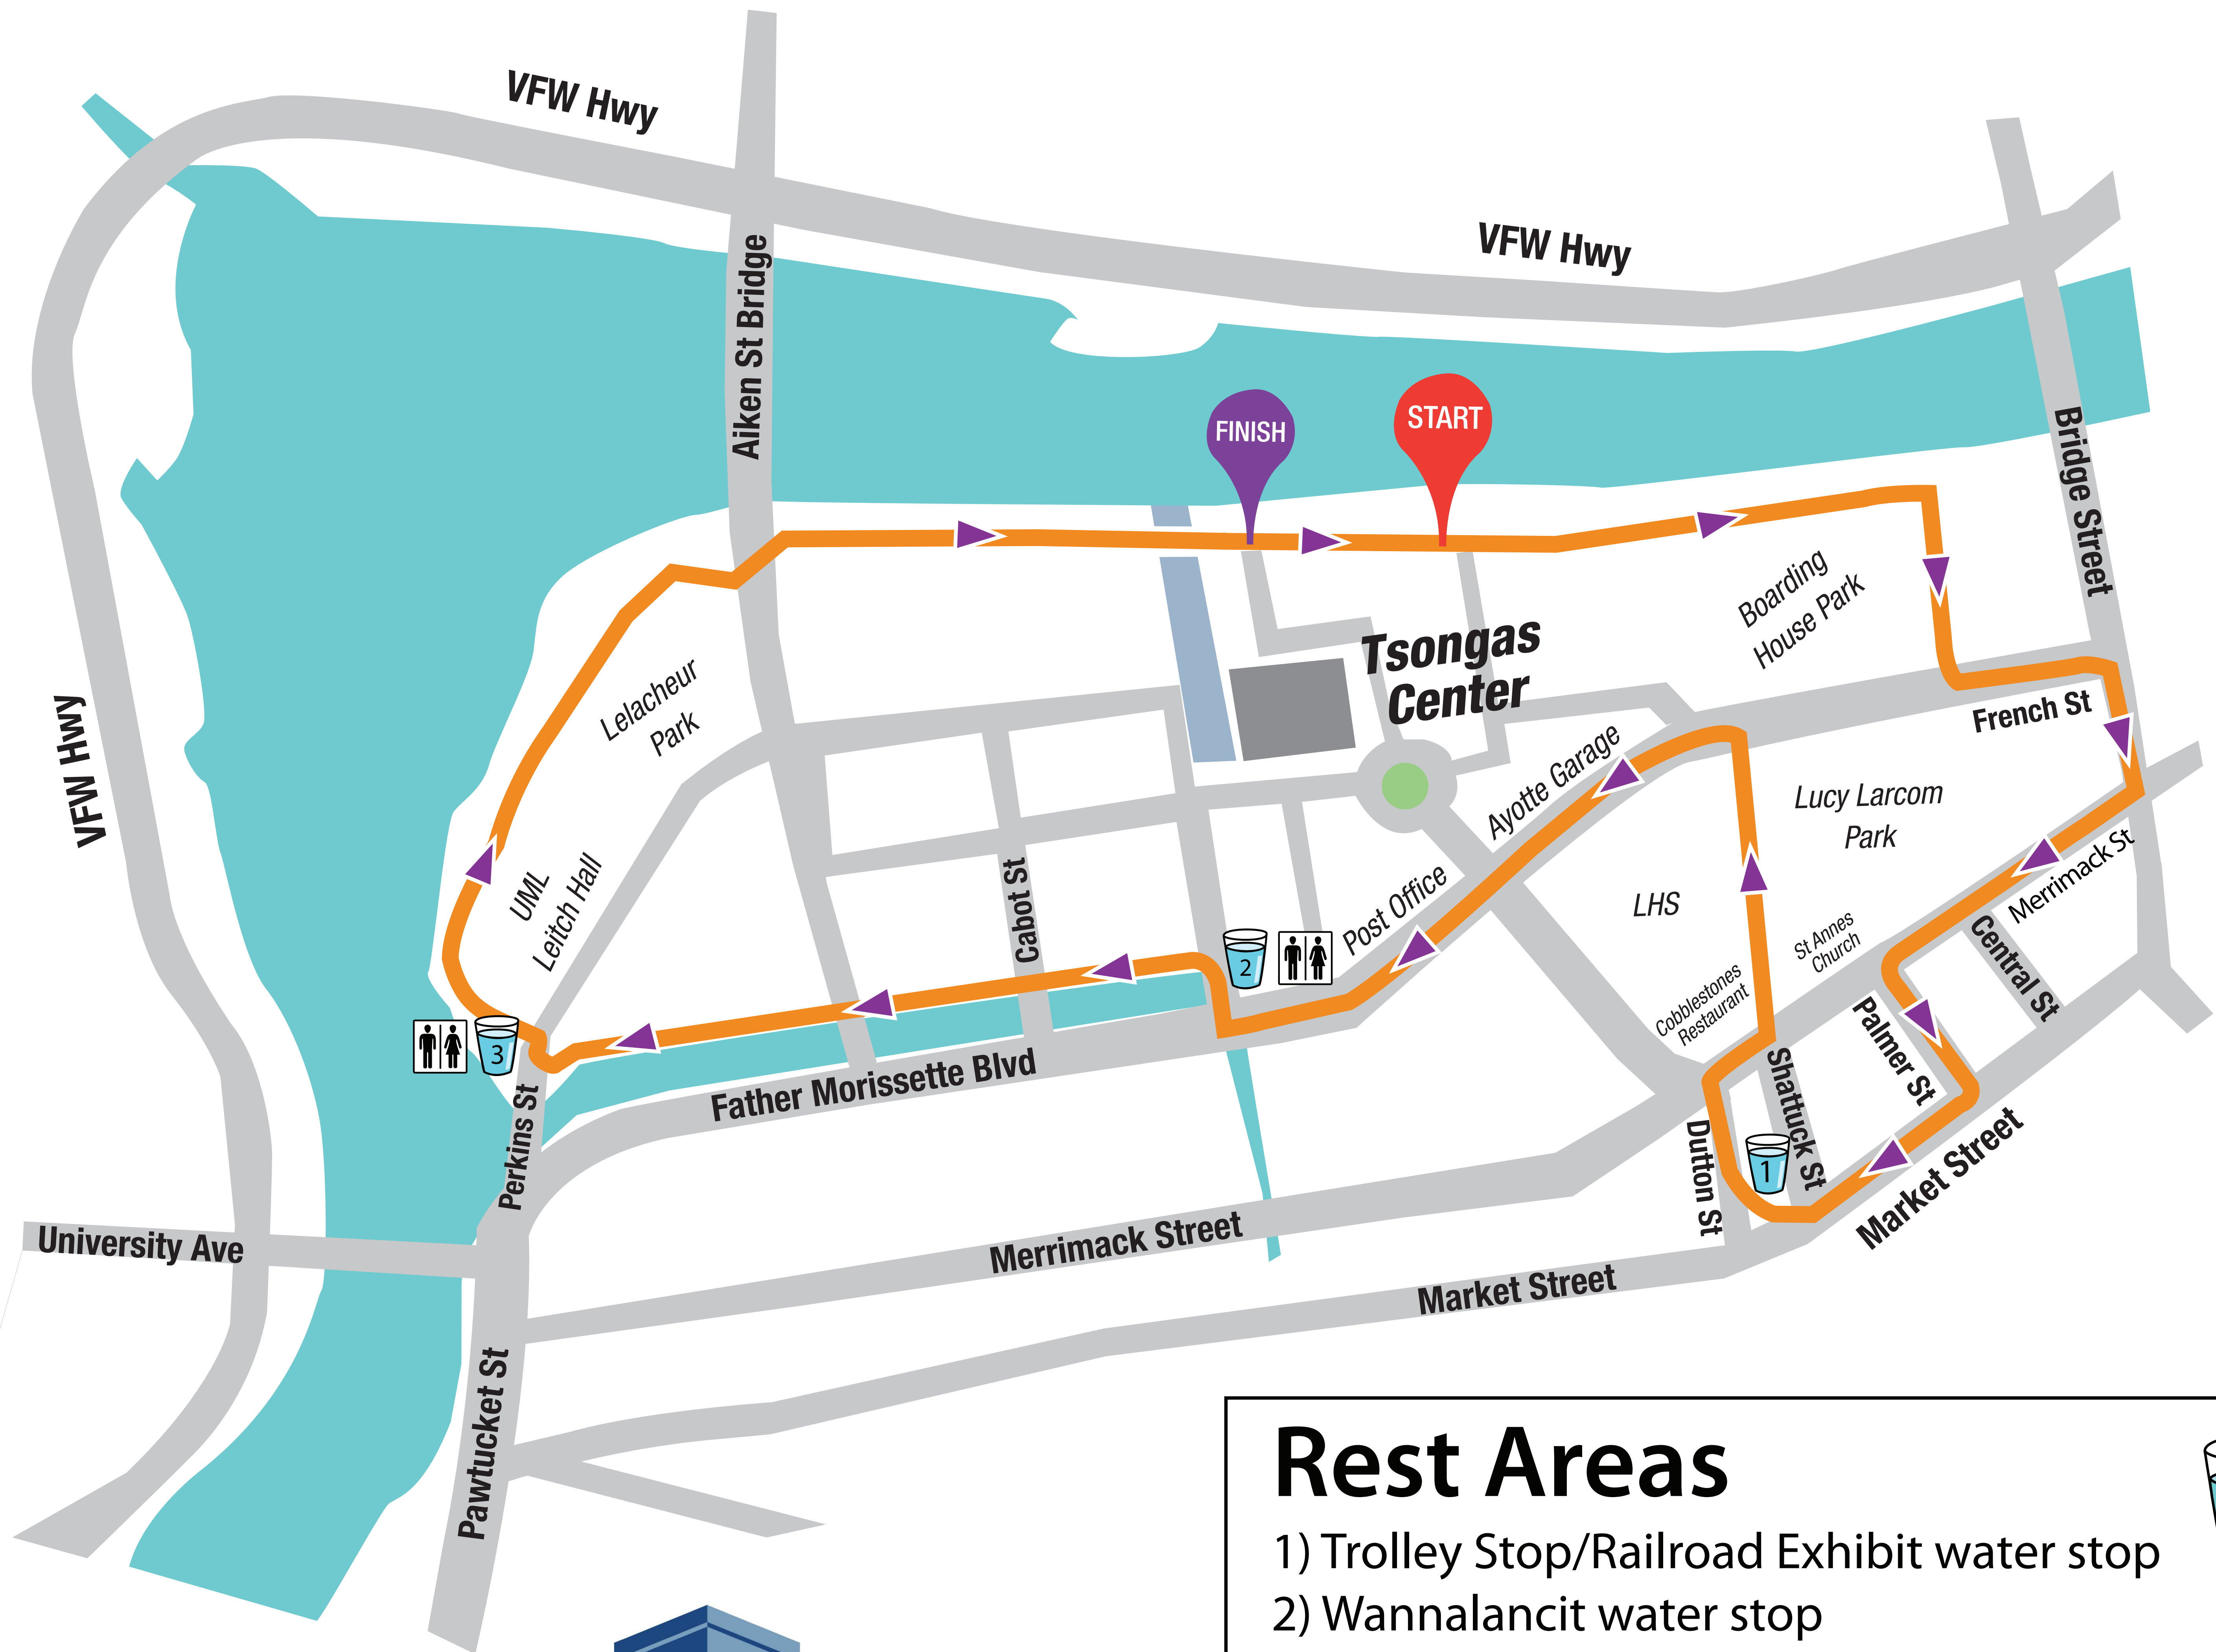 VFW Hwy
VFW Hwy
Aiken St Bridge
FINISH
START
Bridge Street
Boarding
House Park
Tsongas
Center
Lelacheur
Park
French St
VFW Hwy
Ayotte Garage
Lucy Larcom
Park
UML
Leitch Hall
Cabot St
Post Office
LHS
Merrimack St
St Annes
Church
Central St
2
Cobblestones
Restaurant
Palmer St
3
Shattuck St
Father Morissette Blvd
Perkins St
Dutton St
1
Market Street
University Ave
Merrimack Street
Market Street
Pawtucket St
Rest Areas
1) Trolley Stop/Railroad Exhibit water stop
2) Wannalancit water stop